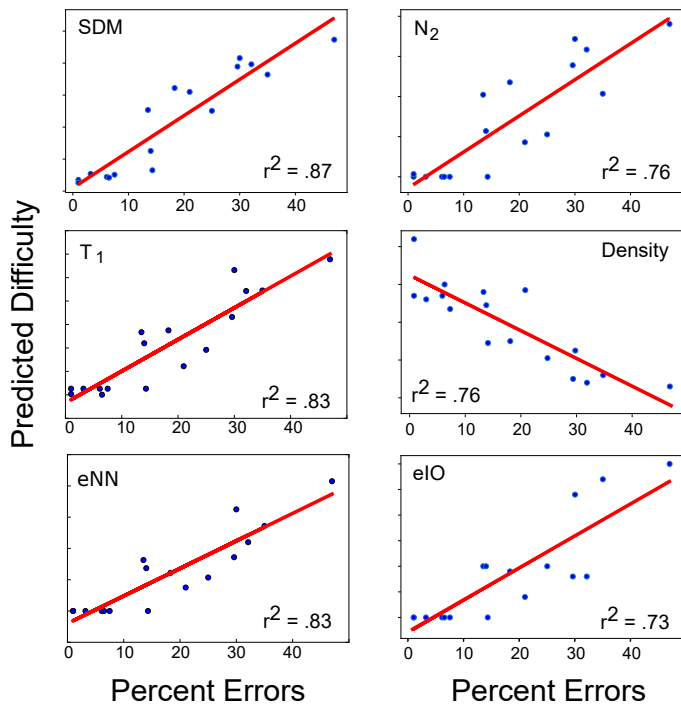 SDM
r² = .87
0 10 20 30 40
N₂
r² = .76
0 10 20 30 40
Predicted Difficulty
T₁
r² = .83
0 10 20 30 40
Density
r² = .76
0 10 20 30 40
eNN
r² = .83
0 10 20 30 40
eIO
r² = .73
0 10 20 30 40
Percent Errors
Percent Errors